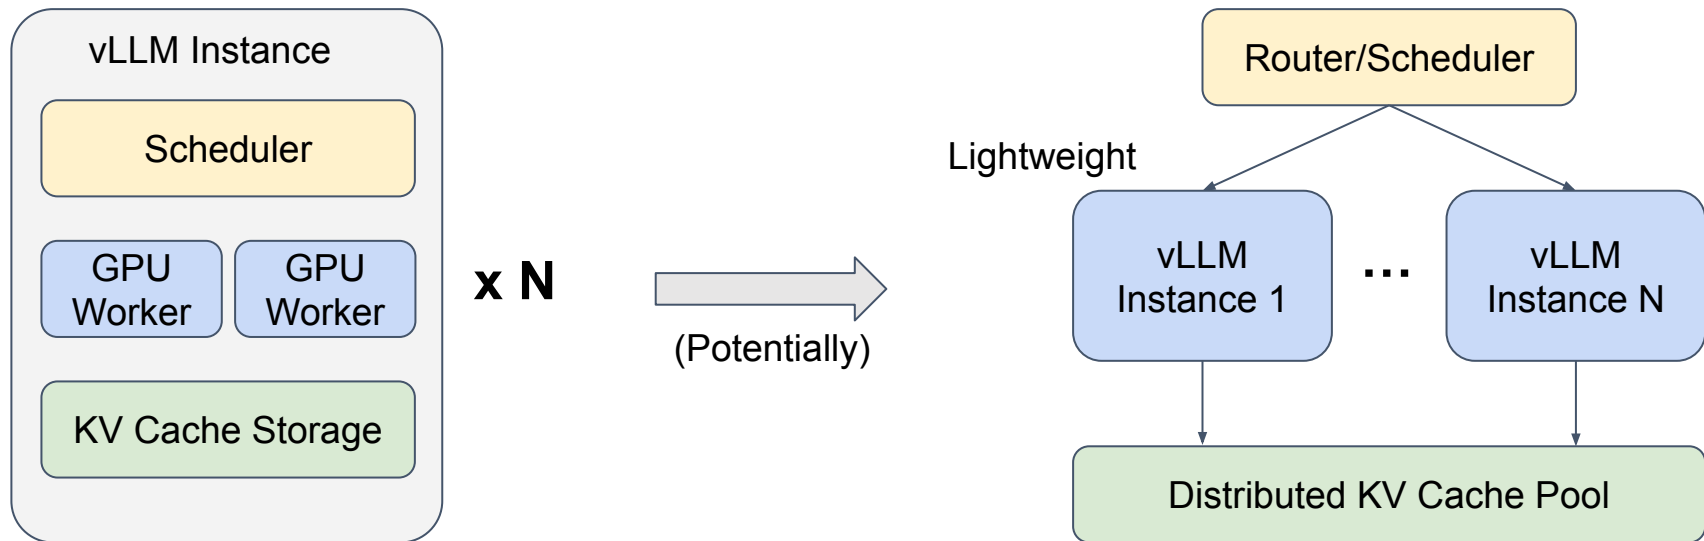 vLLM Instance
Scheduler
GPU
Worker
GPU
Worker
KV Cache Storage
x N
(Potentially)
Router/Scheduler
Lightweight
vLLM
Instance 1
...
vLLM
Instance N
Distributed KV Cache Pool